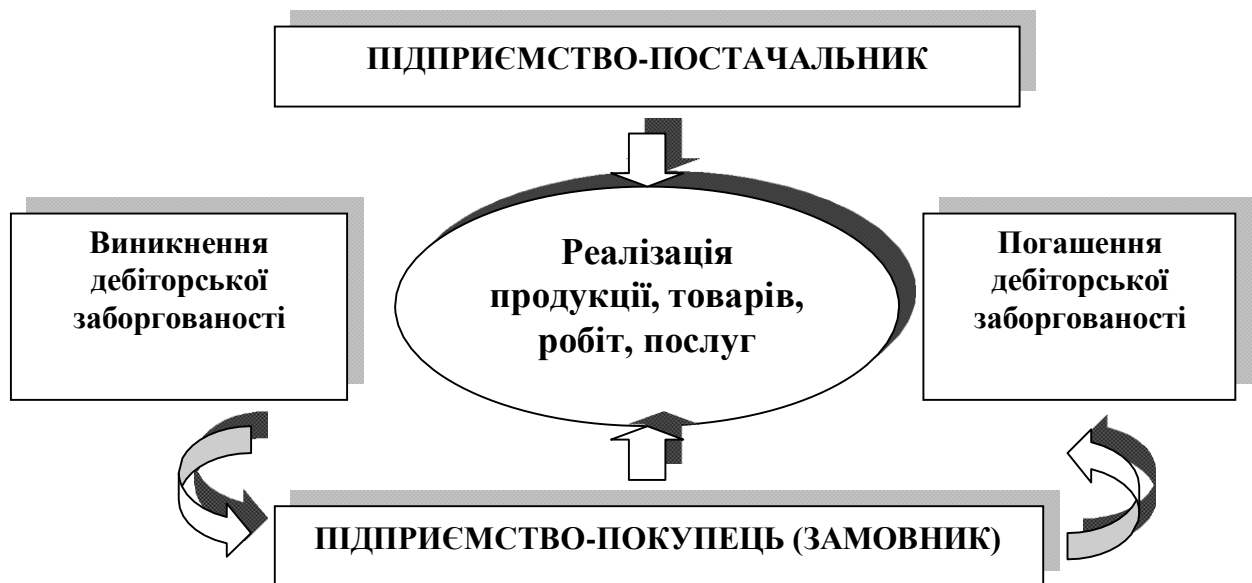 ПІДПРИЄМСТВО-ПОСТАЧАЛЬНИК
Виникнення
дебіторської
заборгованості
Реалізація
продукції, товарів,
робіт, послуг
Погашення
дебіторської
заборгованості
ПІДПРИЄМСТВО-ПОКУПЕЦЬ (ЗАМОВНИК)